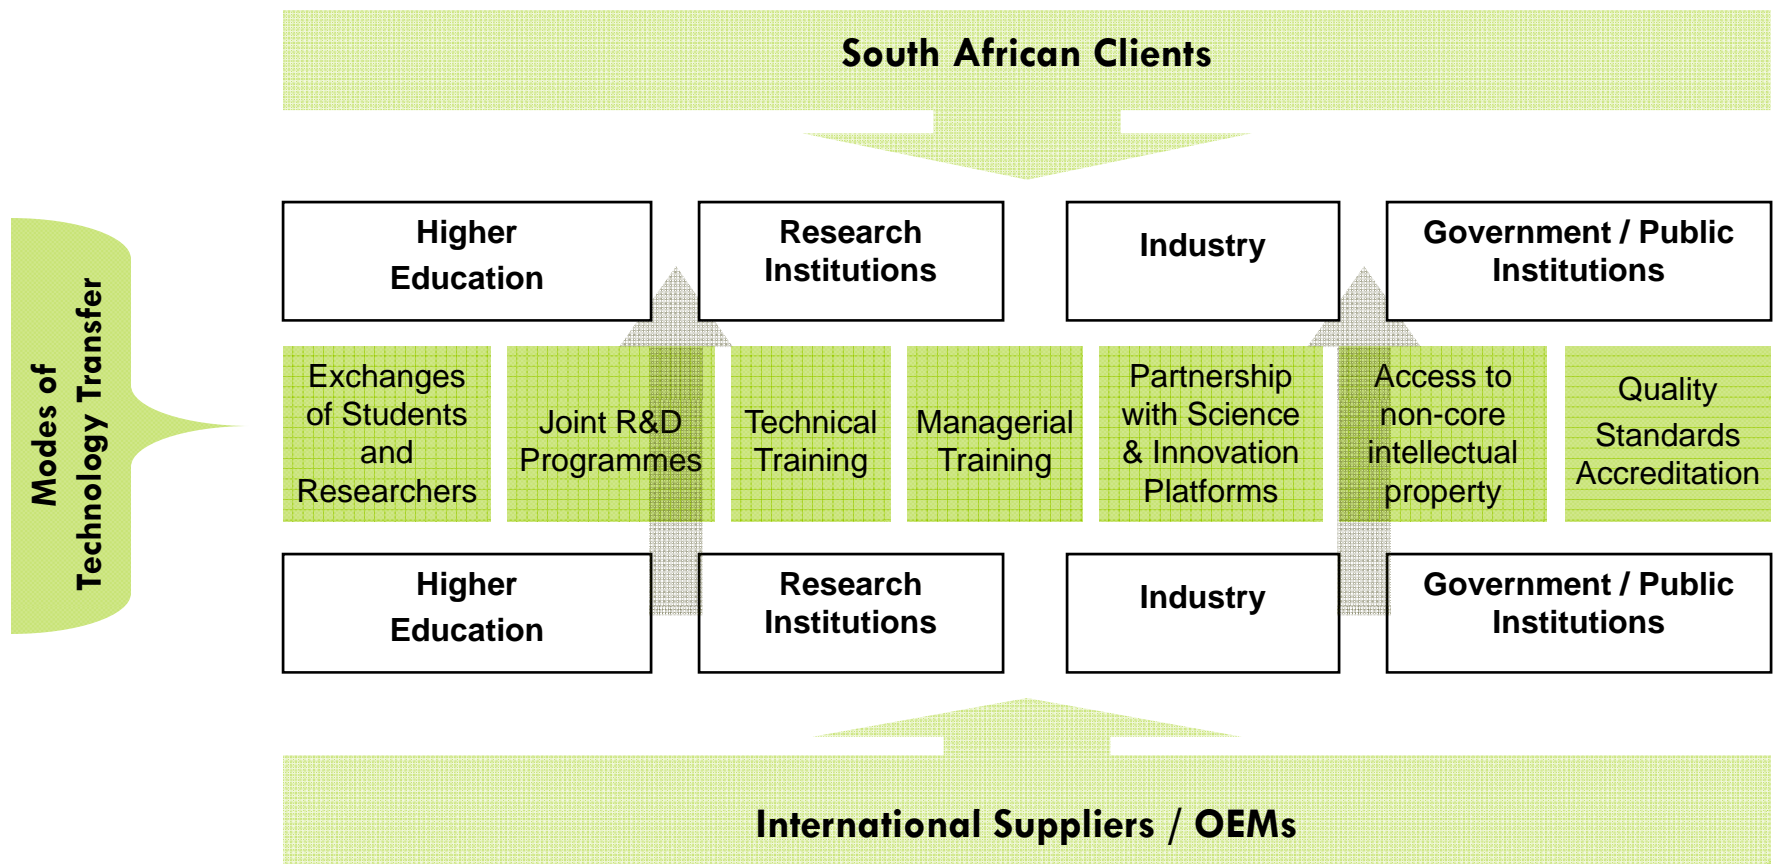 South African Clients
Modes of
Technology Transfer
Higher
Education
Research
Institutions
Industry
Government / Public
Institutions
Exchanges
of Students
and
Researchers
Joint R&D
Programmes
Technical
Training
Managerial
Training
Partnership
with Science
& Innovation
Platforms
Access to
non-core
intellectual
property
Quality
Standards
Accreditation
Higher
Education
Research
Institutions
Industry
Government / Public
Institutions
International Suppliers / OEMs